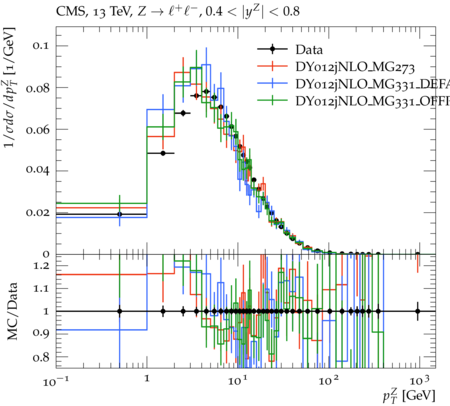 CMS, 13 TeV, Z → ℓ⁺ℓ⁻, 0.4 < |y^Z| < 0.8
1/σdσ/dp_T^Z [1/GeV]
0.1
0.08
0.06
0.04
0.02
0
Data
DY012jNLO_MG273
DY012jNLO_MG331_DEFA
DY012jNLO_MG331_OFFF
MC/Data
1.2
1.1
1
0.9
0.8
10⁻¹ 1 10¹ 10² 10³
p_T^Z [GeV]